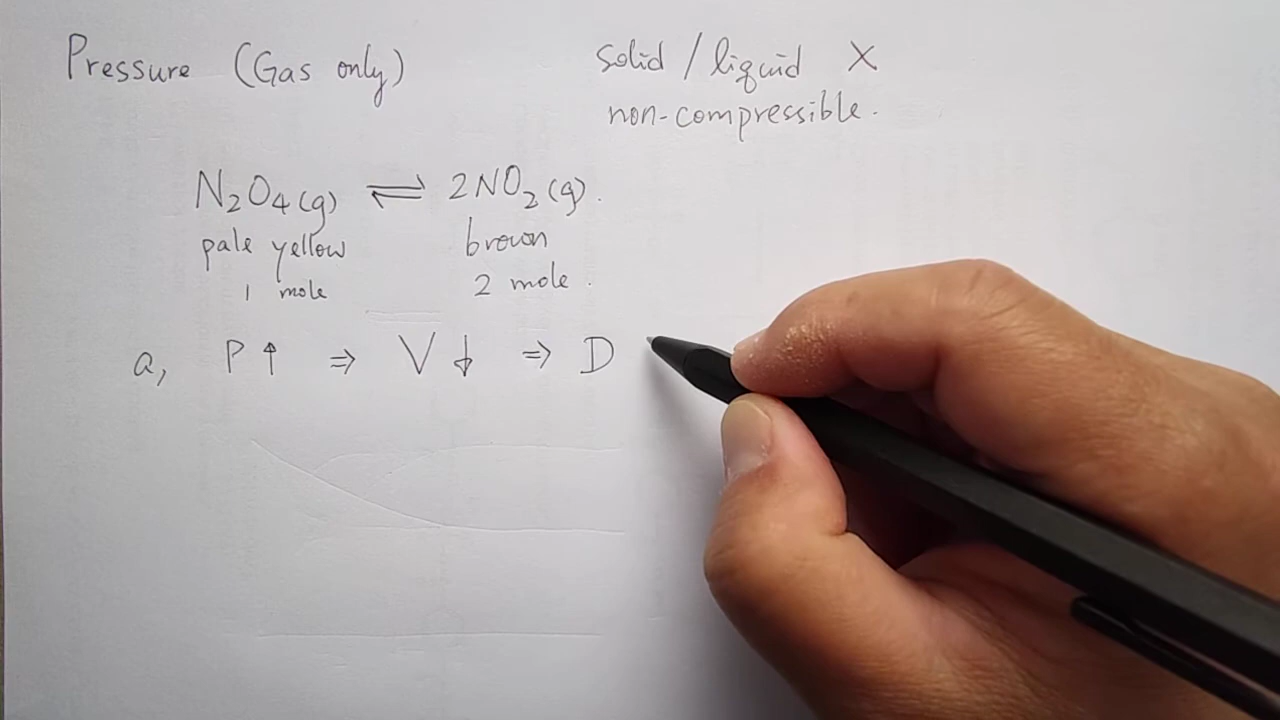 Pressure (Gas only)
solid / liquid X
non-compressible.
N₂O₄(g) ⇌ 2NO₂(g).
pale yellow brown
1 mole 2 mole.
a, P↑ ⇒ V↓ ⇒ D